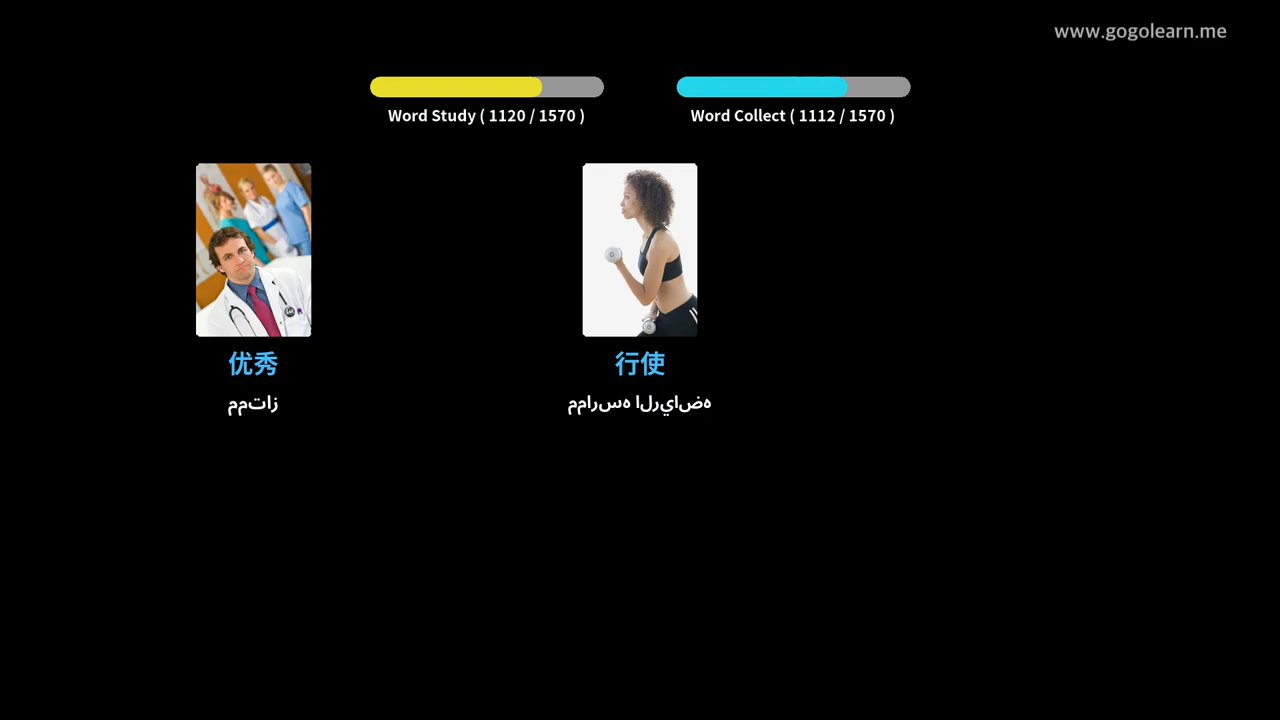 www.gogolearn.me
Word Study ( 1120 / 1570 )
Word Collect ( 1112 / 1570 )
优秀
ممتاز
行使
ممارسه الرياضه